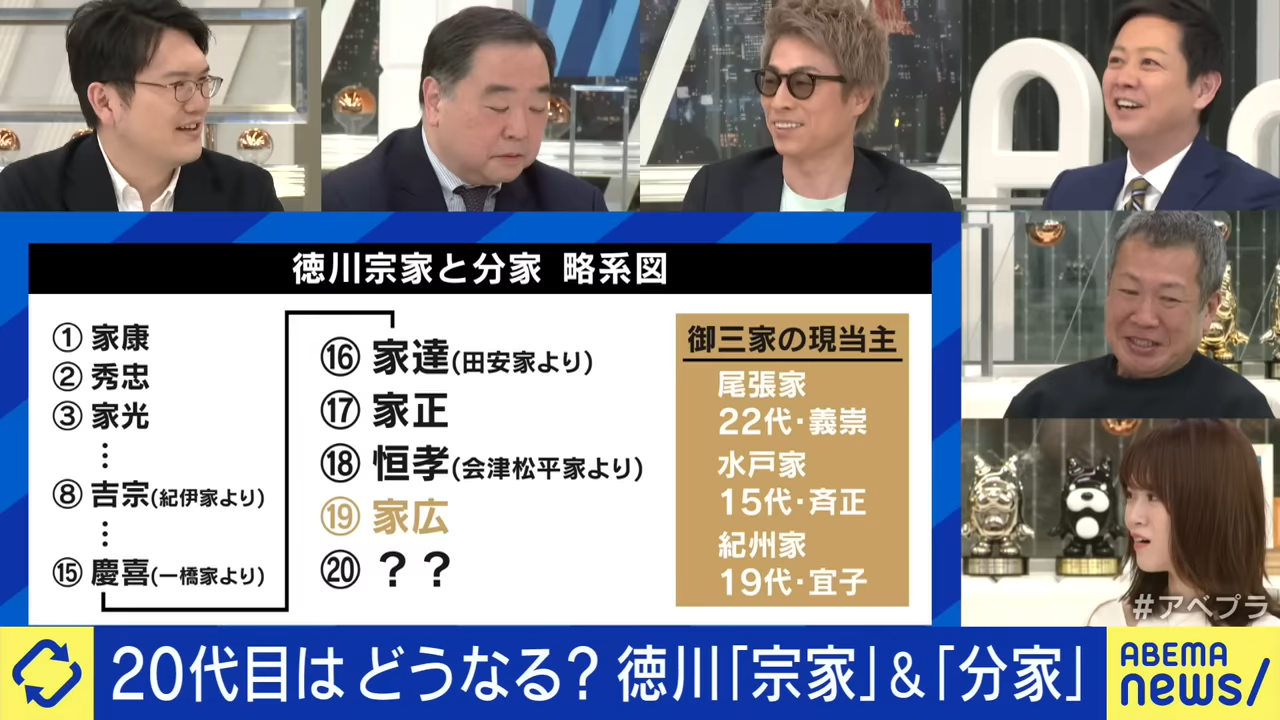 徳川宗家と分家 略系図
① 家康
② 秀忠
③ 家光
⋮
⑧ 吉宗(紀伊家より)
⋮
⑮ 慶喜(一橋家より)
⑯ 家達(田安家より)
⑰ 家正
⑱ 恒孝(会津松平家より)
⑲ 家広
⑳ ？？
御三家の現当主
尾張家
22代・義崇
水戸家
15代・斉正
紀州家
19代・宜子
#アベプラ
20代目は どうなる？ 徳川「宗家」＆「分家」
ABEMA
news/